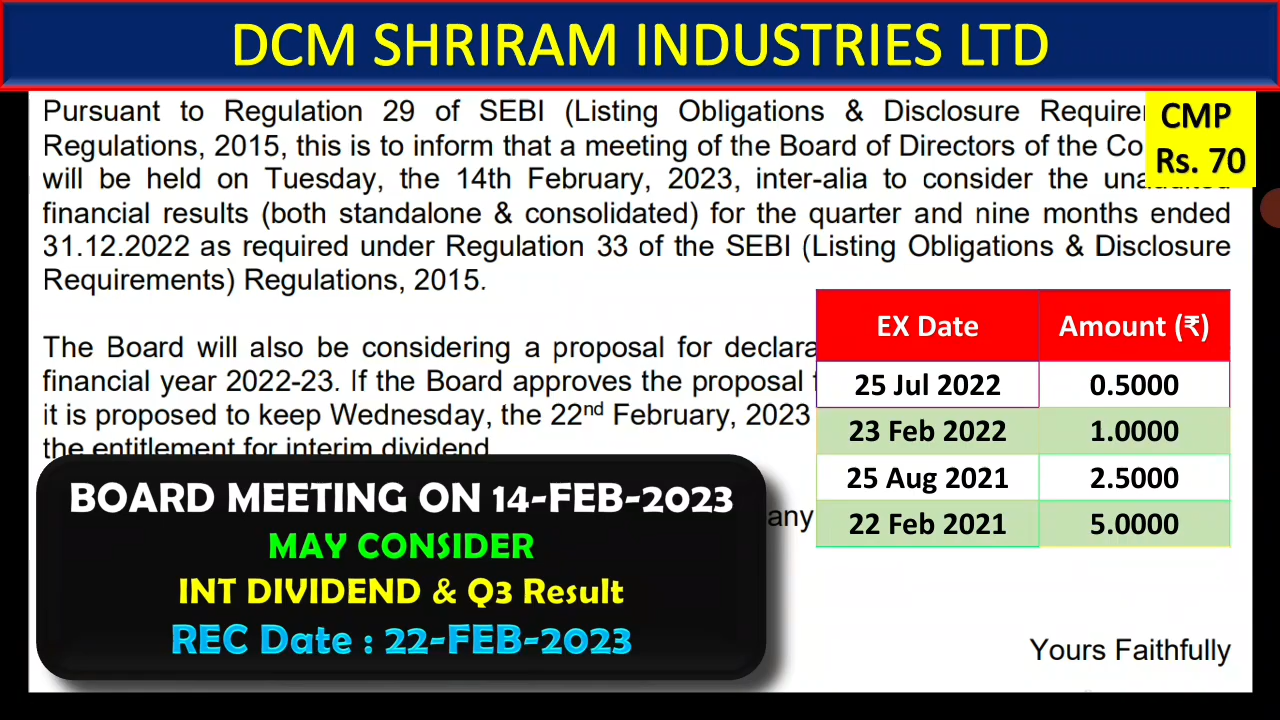 DCM SHRIRAM INDUSTRIES LTD
CMP
Rs. 70
Pursuant to Regulation 29 of SEBI (Listing Obligations & Disclosure
Regulations, 2015, this is to inform that a meeting of the Board of Directors of the
will be held on Tuesday, the 14th February, 2023, inter-alia to consider the
financial results (both standalone & consolidated) for the quarter and nine months ended
31.12.2022 as required under Regulation 33 of the SEBI (Listing Obligations & Disclosure
Requirements) Regulations, 2015.
The Board will also be considering a proposal for
financial year 2022-23. If the Board approves the proposal
it is proposed to keep Wednesday, the 22nd February, 2023
the entitlement for interim dividend
any
EX Date Amount (₹)
25 Jul 2022 0.5000
23 Feb 2022 1.0000
25 Aug 2021 2.5000
22 Feb 2021 5.0000
BOARD MEETING ON 14-FEB-2023
MAY CONSIDER
INT DIVIDEND & Q3 Result
REC Date : 22-FEB-2023
Yours Faithfully